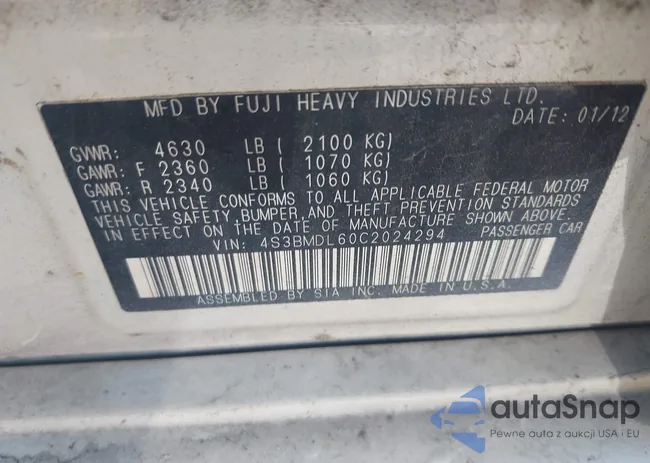 MFD BY FUJI HEAVY INDUSTRIES LTD.
DATE: 01/12
GVWR: 4630 LB ( 2100 KG)
GAWR: F 2360 LB ( 1070 KG)
GAWR: R 2340 LB ( 1060 KG)
THIS VEHICLE CONFORMS TO ALL APPLICABLE FEDERAL MOTOR
VEHICLE SAFETY, BUMPER, AND THEFT PREVENTION STANDARDS
IN EFFECT ON THE DATE OF MANUFACTURE SHOWN ABOVE.
VIN: 4S3BMDL60C2024294 PASSENGER CAR
ASSEMBLED BY SIA INC. MADE IN U.S.A.
autoSnap
Pewne auta z aukcji USA i EU